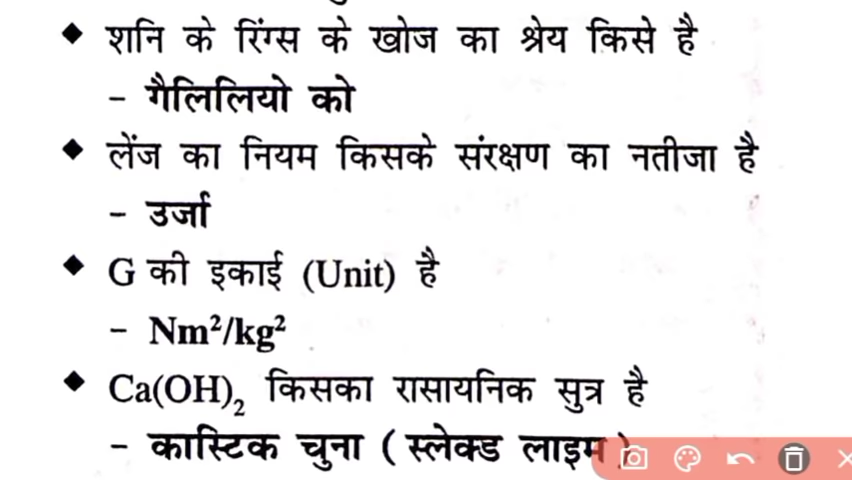 ◆ शनि के रिंग्स के खोज का श्रेय किसे है
– गैलिलियो को
◆ लेंज का नियम किसके संरक्षण का नतीजा है
– उर्जा
◆ G की इकाई (Unit) है
– Nm²/kg²
◆ Ca(OH)₂ किसका रासायनिक सुत्र है
– कास्टिक चुना (स्लेक्ड लाइम)